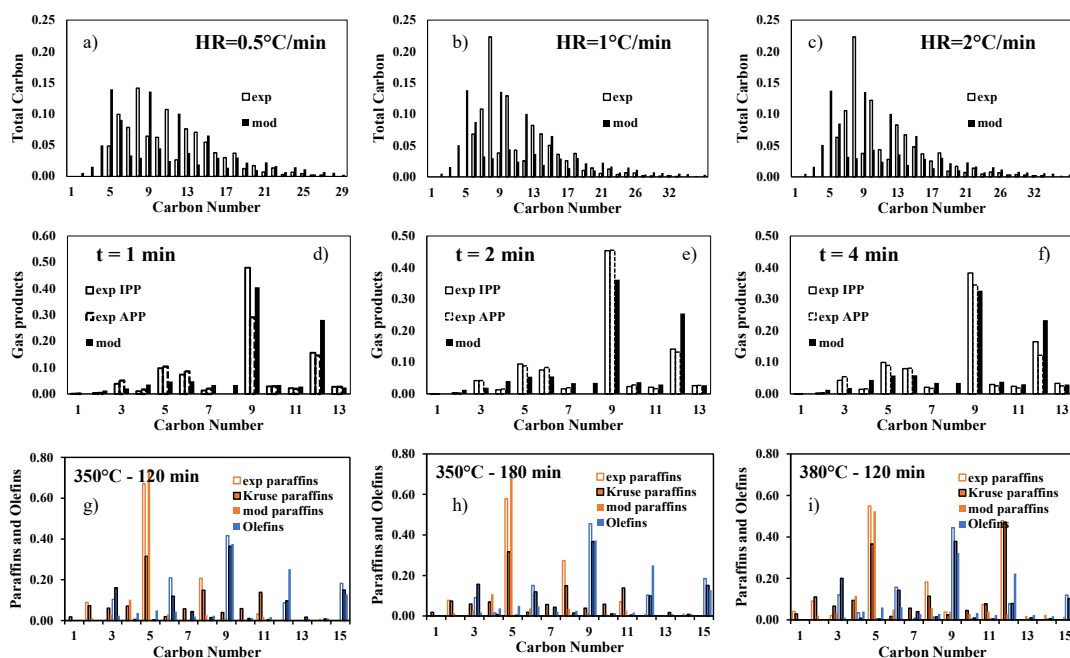 0.25
0.20
0.15
0.10
0.05
0.00
Total Carbon
a)
HR=0.5°C/min
exp
mod
1 5 9 13 17 21 25 29
Carbon Number
0.25
0.20
0.15
0.10
0.05
0.00
Total Carbon
b)
HR=1°C/min
exp
mod
1 5 9 13 17 21 26 32
Carbon Number
0.25
0.20
0.15
0.10
0.05
0.00
Total Carbon
c)
HR=2°C/min
exp
mod
1 5 9 13 17 21 26 32
Carbon Number
0.60
0.50
0.40
0.30
0.20
0.10
0.00
Gas products
t = 1 min
d)
exp IPP
exp APP
mod
1 3 5 7 9 11 13
Carbon Number
0.50
0.40
0.30
0.20
0.10
0.00
Gas products
t = 2 min
e)
exp IPP
exp APP
mod
1 3 5 7 9 11 13
Carbon Number
0.50
0.40
0.30
0.20
0.10
0.00
Gas products
t = 4 min
f)
exp IPP
exp APP
mod
1 3 5 7 9 11 13
Carbon Number
0.80
0.60
0.40
0.20
0.00
Paraffins and Olefins
350°C - 120 min
g)
exp paraffins
Kruse paraffins
mod paraffins
Olefins
1 3 5 7 9 11 13 15
Carbon Number
0.80
0.60
0.40
0.20
0.00
Paraffins and Olefins
350°C - 180 min
h)
exp paraffins
Kruse paraffins
mod paraffins
Olefins
1 3 5 7 9 11 13 15
Carbon Number
0.80
0.60
0.40
0.20
0.00
Paraffins and Olefins
380°C - 120 min
i)
exp paraffins
Kruse paraffins
mod paraffins
Olefins
1 3 5 7 9 11 13 15
Carbon Number